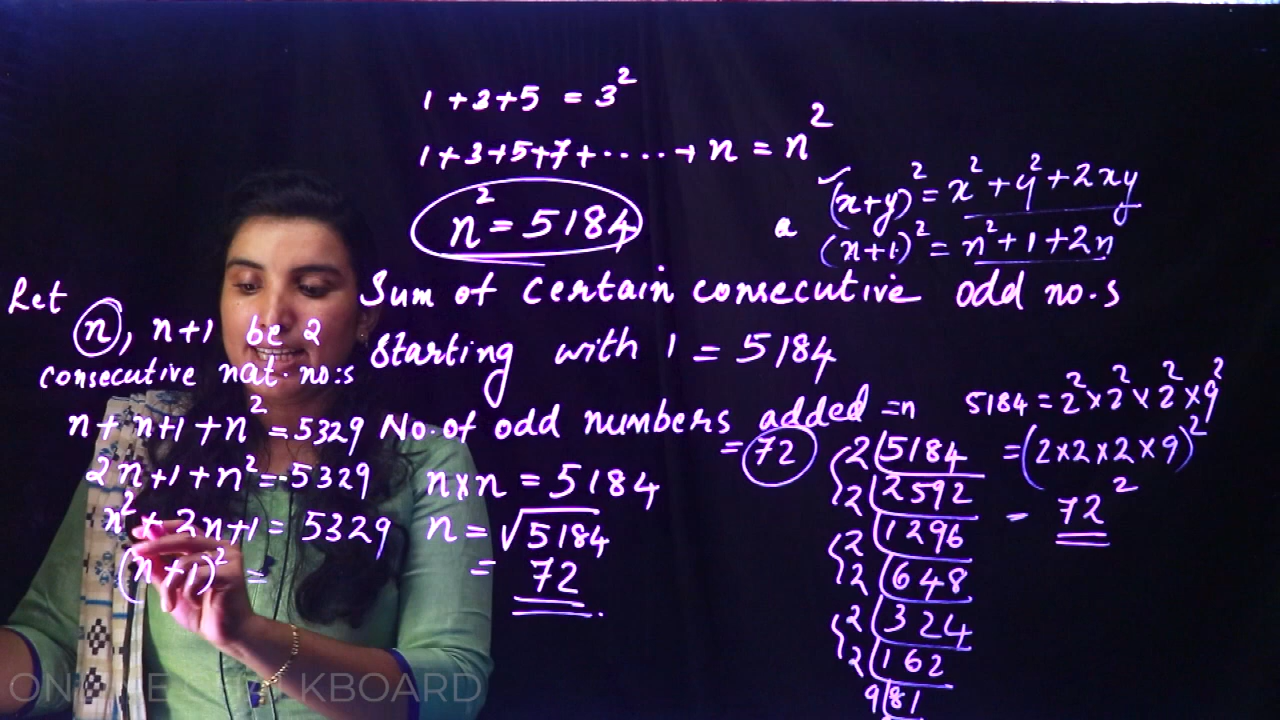 1+3+5 = 3²
1+3+5+7+.....+n = n²
n² = 5184
(x+y)² = x²+y²+2xy
a (x+1)² = n²+1+2n
Sum of certain consecutive odd no.s
Starting with 1 = 5184
No. of odd numbers added = n
= 72
n×n = 5184
n = √5184
= 72
Let
n, n+1 be 2
consecutive nat. no:s
n+n+1+n² = 5329
2n+1+n² = 5329
n²+2n+1 = 5329
(n+1)² =
5184 = 2²×2²×2²×9²
= (2×2×2×9)²
= 72²
2 5184
2 2592
2 1296
2 648
2 324
2 162
9 81
ONLINE CHALKBOARD